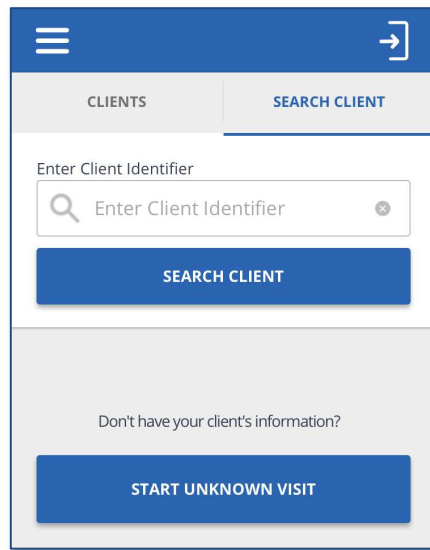 CLIENTS
SEARCH CLIENT
Enter Client Identifier
Enter Client Identifier
SEARCH CLIENT
Don't have your client's information?
START UNKNOWN VISIT